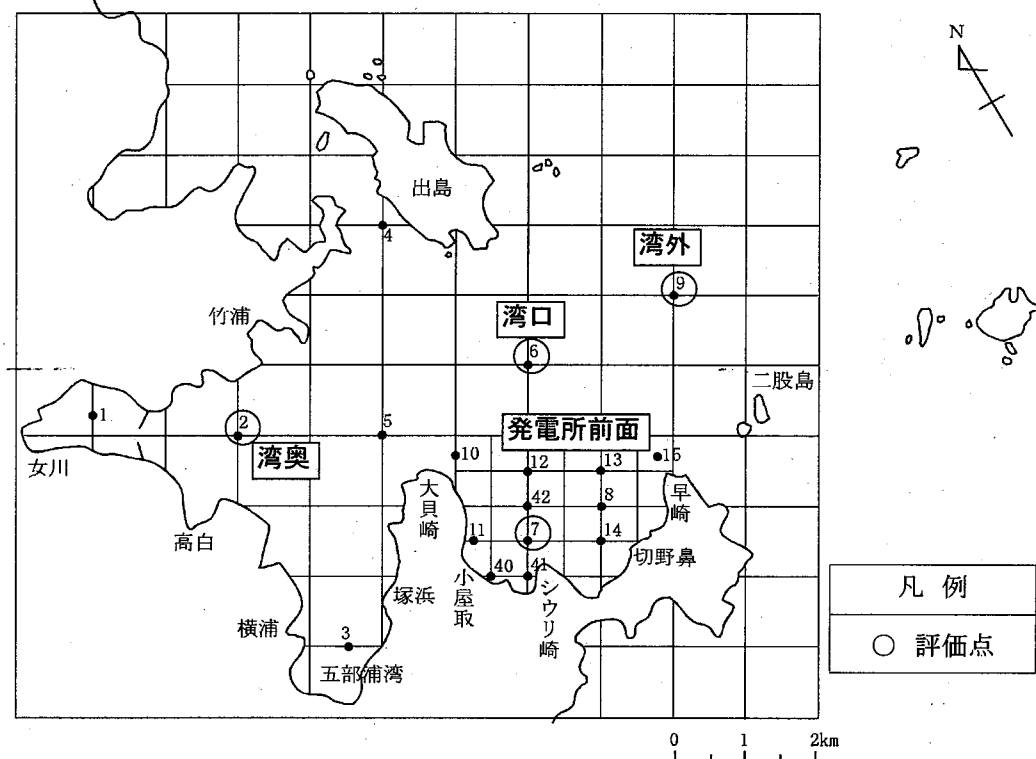 N
出島
4
湾外
9
竹浦
湾口
6
二股島
1
2
5
発電所前面
湾奥
女川
10
12
13
15
大貝崎
42
8
早崎
高白
11
7
14
切野鼻
40
41
小屋取
シウリ崎
塚浜
横浦
3
五部浦湾
凡例
○ 評価点
0 1 2km